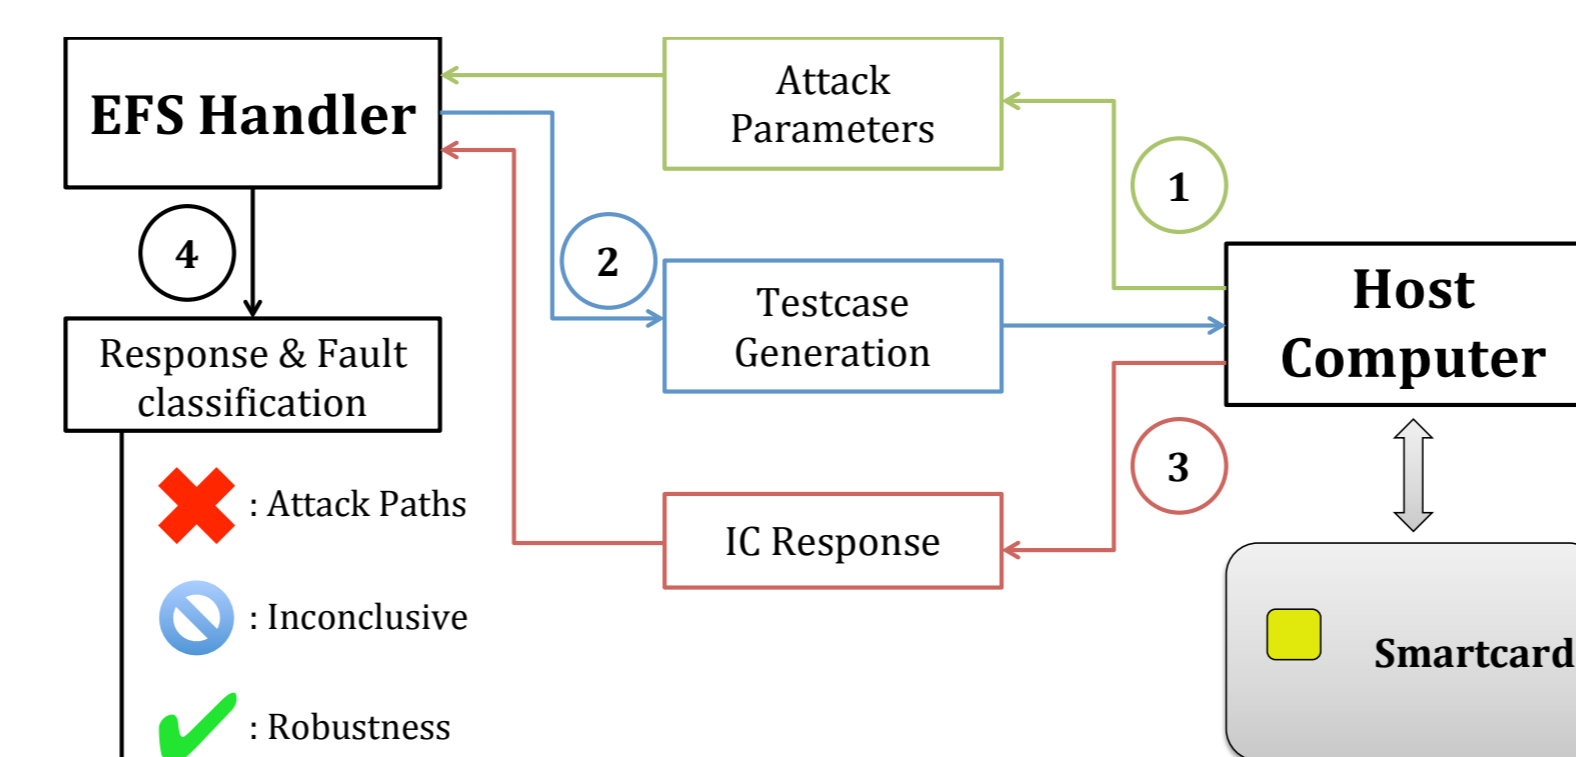 EFS Handler
Attack
Parameters
1
4
2
Testcase
Generation
Host
Computer
Response & Fault
classification
3
: Attack Paths
IC Response
: Inconclusive
Smartcard
: Robustness